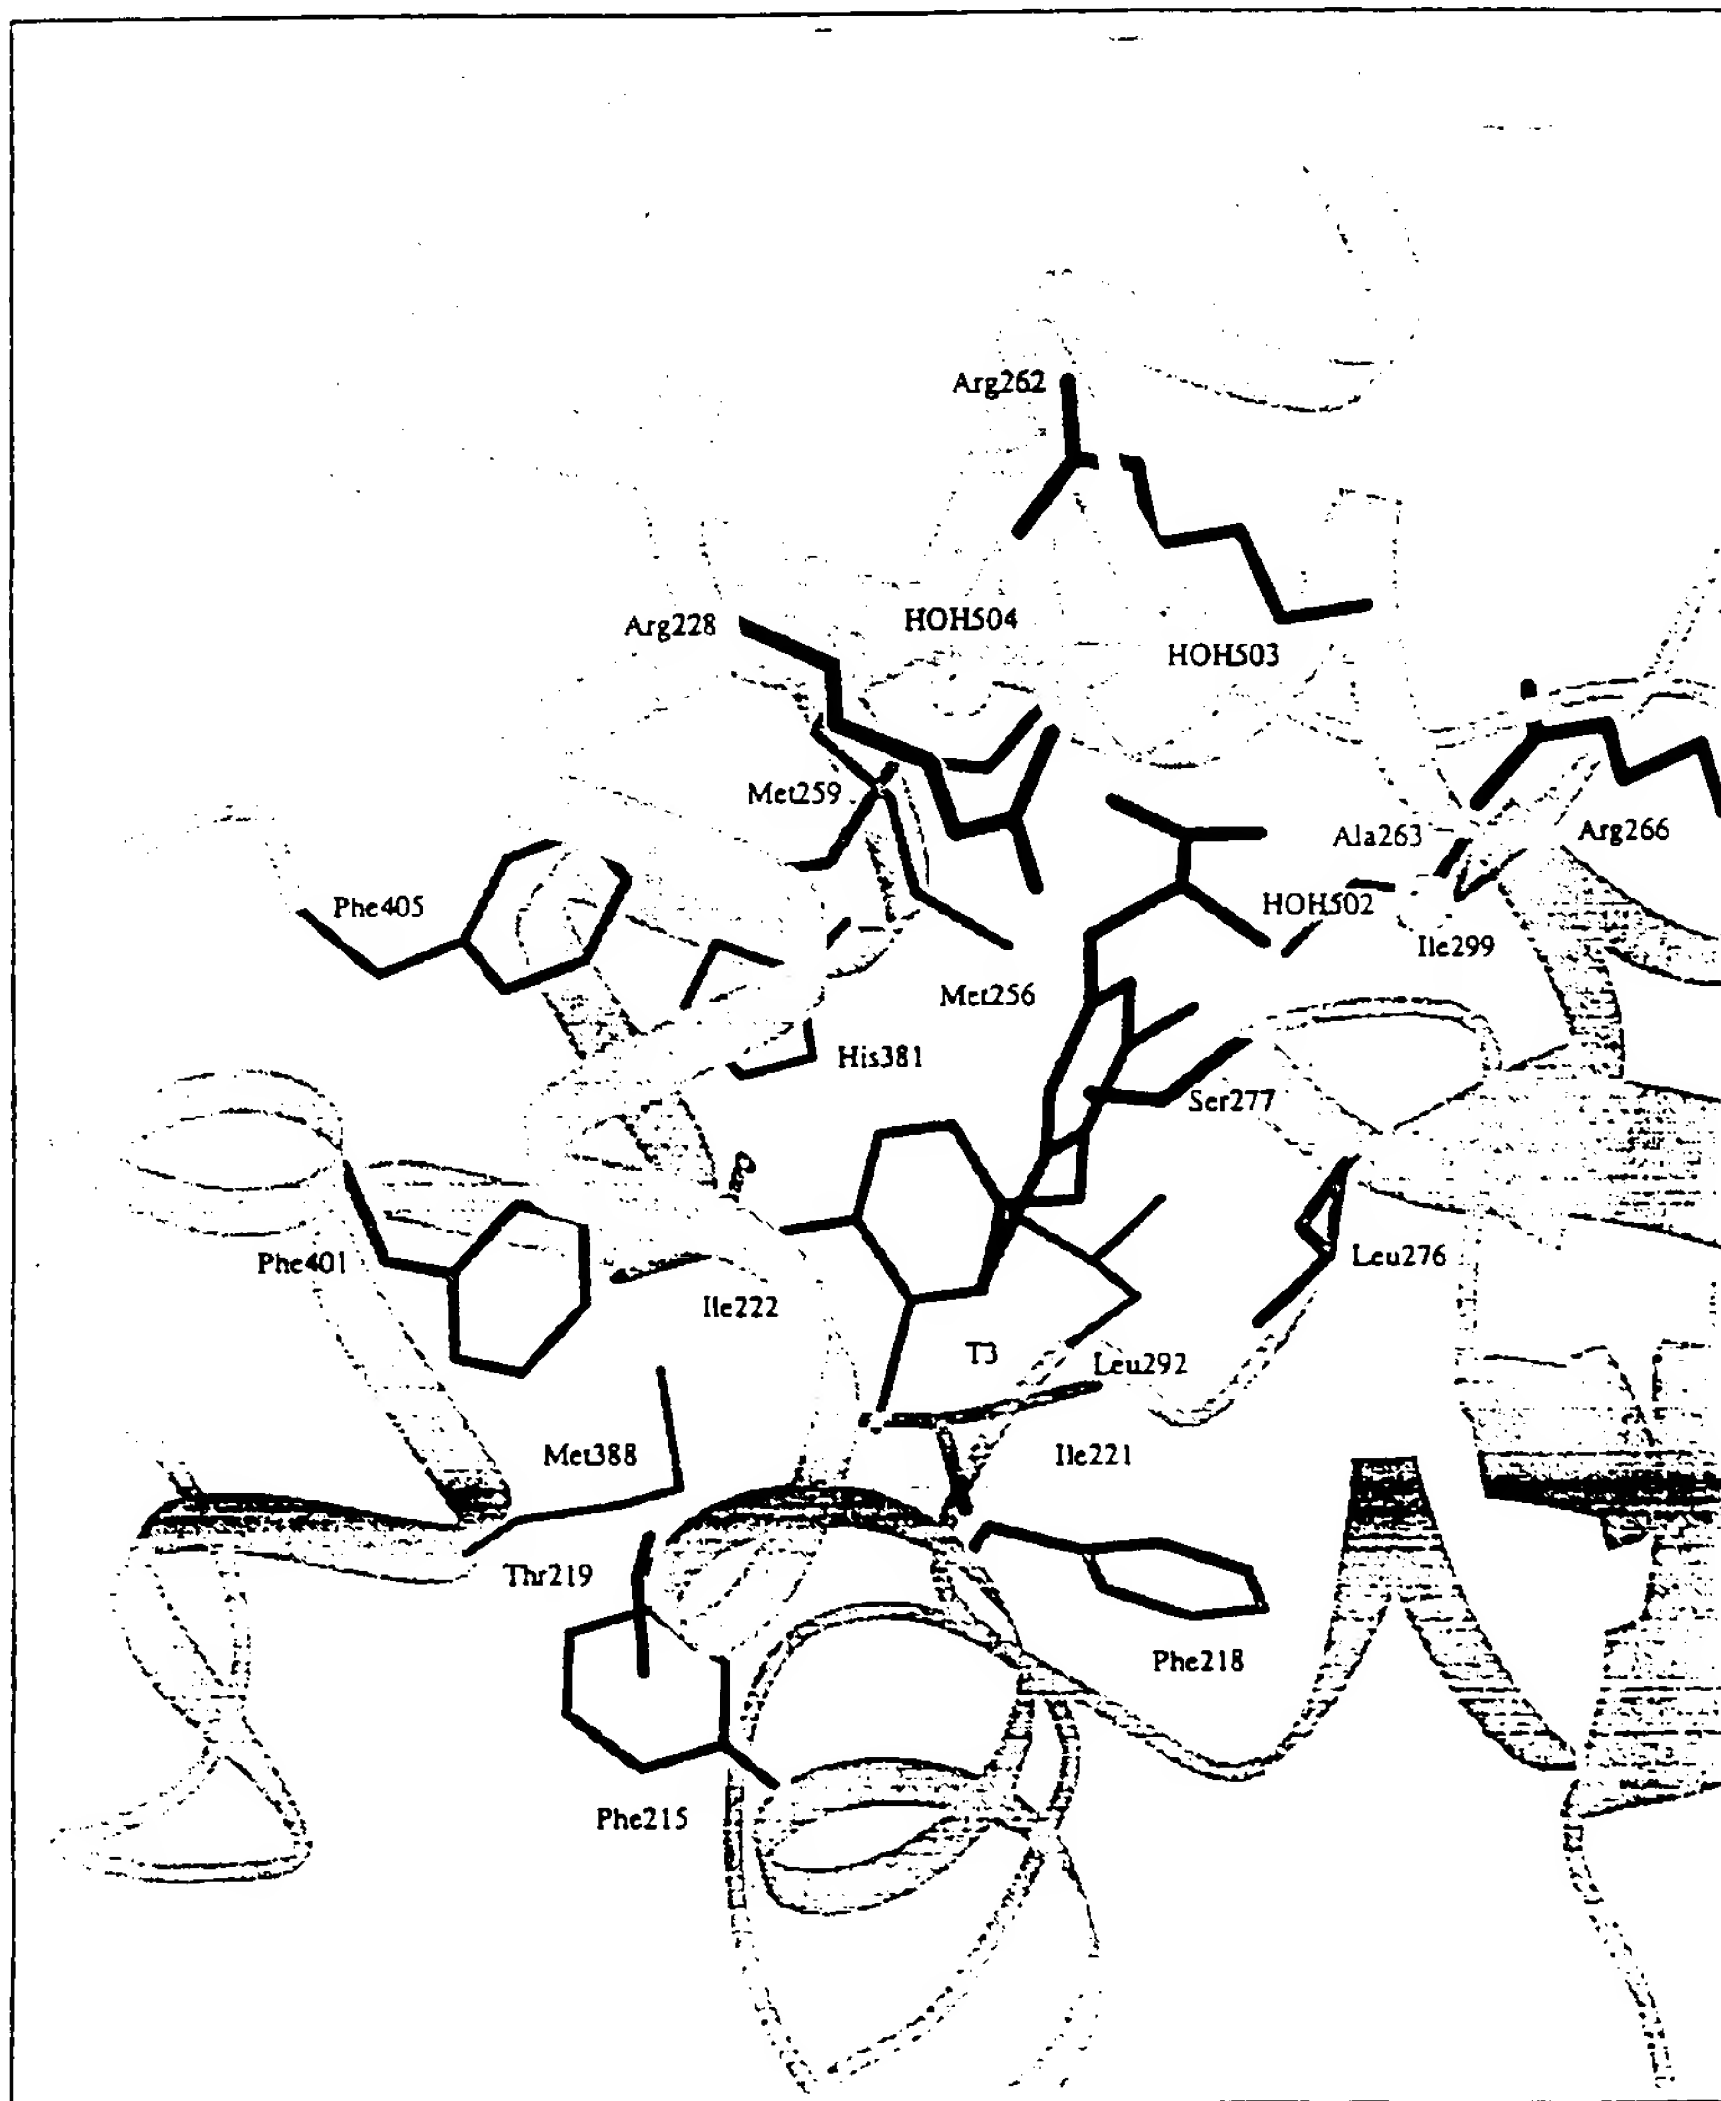 Arg262
Arg228
HOH504
HOH503
Met259
Ala263
Arg266
Phe405
HOH502
Ile299
Met256
His381
Ser277
Phe401
Leu276
Ile222
T3
Leu292
Met388
Ile221
Thr219
Phe218
Phe215